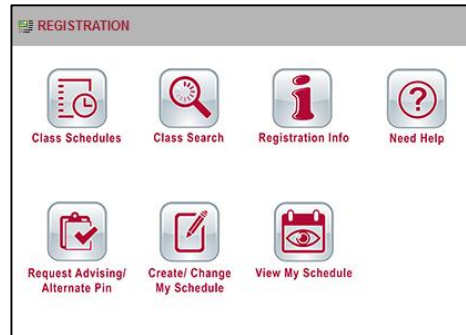 REGISTRATION
Class Schedules
Class Search
Registration Info
Need Help
Request Advising/
Alternate Pin
Create/ Change
My Schedule
View My Schedule